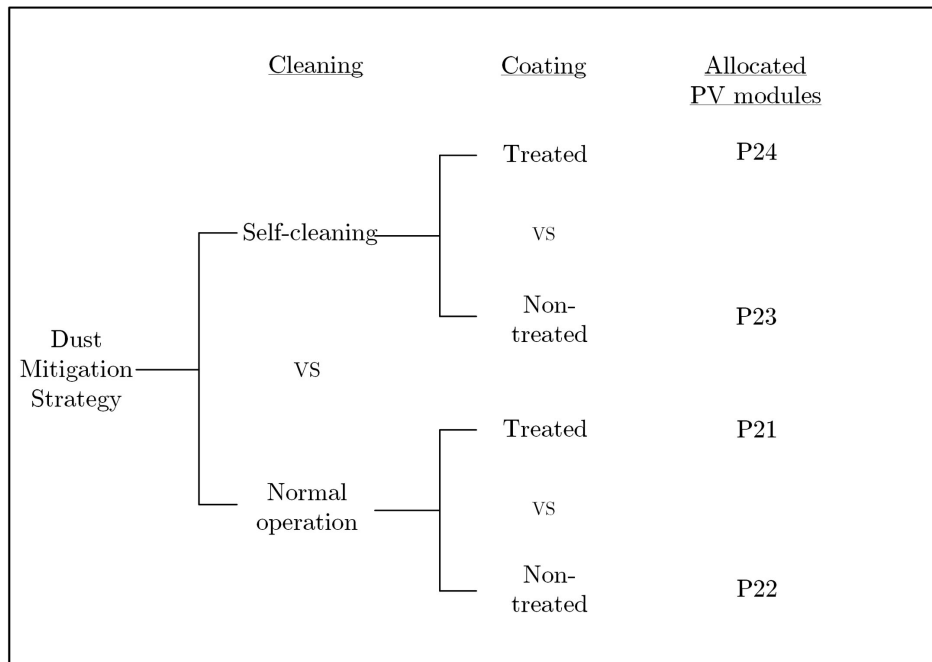 Cleaning
Coating
Allocated
PV modules
Treated
P24
Self-cleaning
VS
Non-
treated
P23
Dust
Mitigation
Strategy
VS
Treated
P21
Normal
operation
VS
Non-
treated
P22